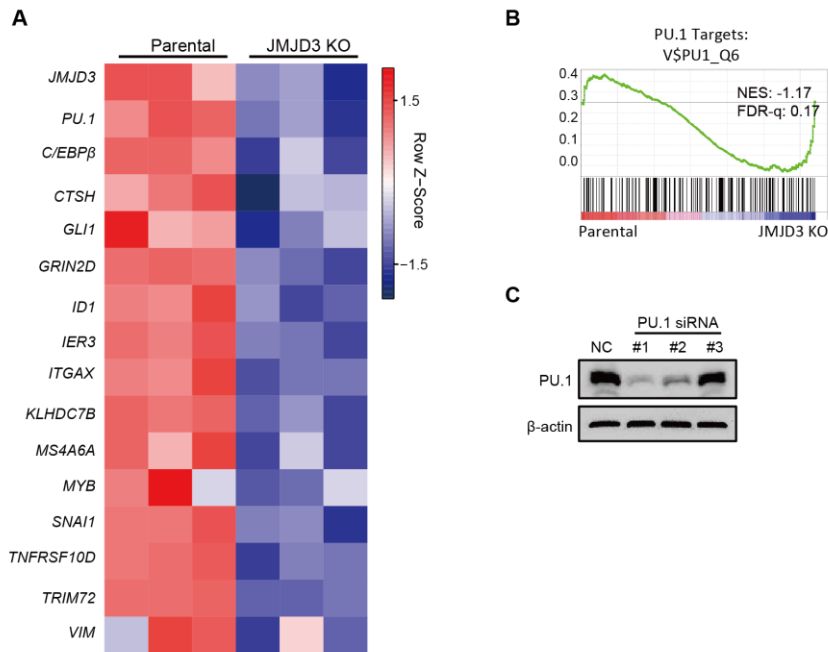 A
Parental JMJD3 KO
JMJD3
PU.1
C/EBPβ
CTSH
GLI1
GRIN2D
ID1
IER3
ITGAX
KLHDC7B
MS4A6A
MYB
SNAI1
TNFRSF10D
TRIM72
VIM
1.5
Row Z-Score
-1.5
B
PU.1 Targets:
V$PU1_Q6
0.4
0.3
0.2
0.1
0.0
NES: -1.17
FDR-q: 0.17
Parental JMJD3 KO
C
PU.1 siRNA
NC #1 #2 #3
PU.1
β-actin